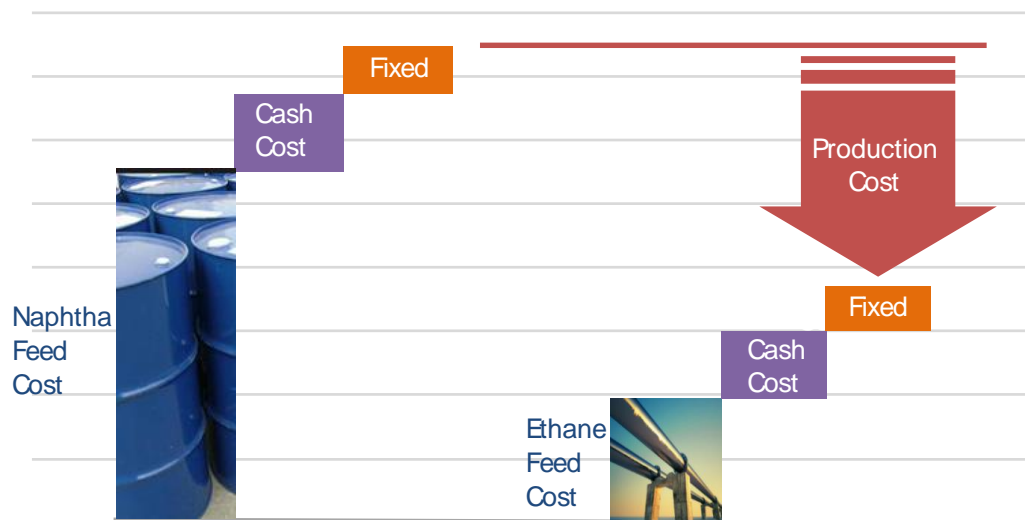 Fixed
Cash
Cost
Production
Cost
Naphtha
Feed
Cost
Fixed
Cash
Cost
Ethane
Feed
Cost